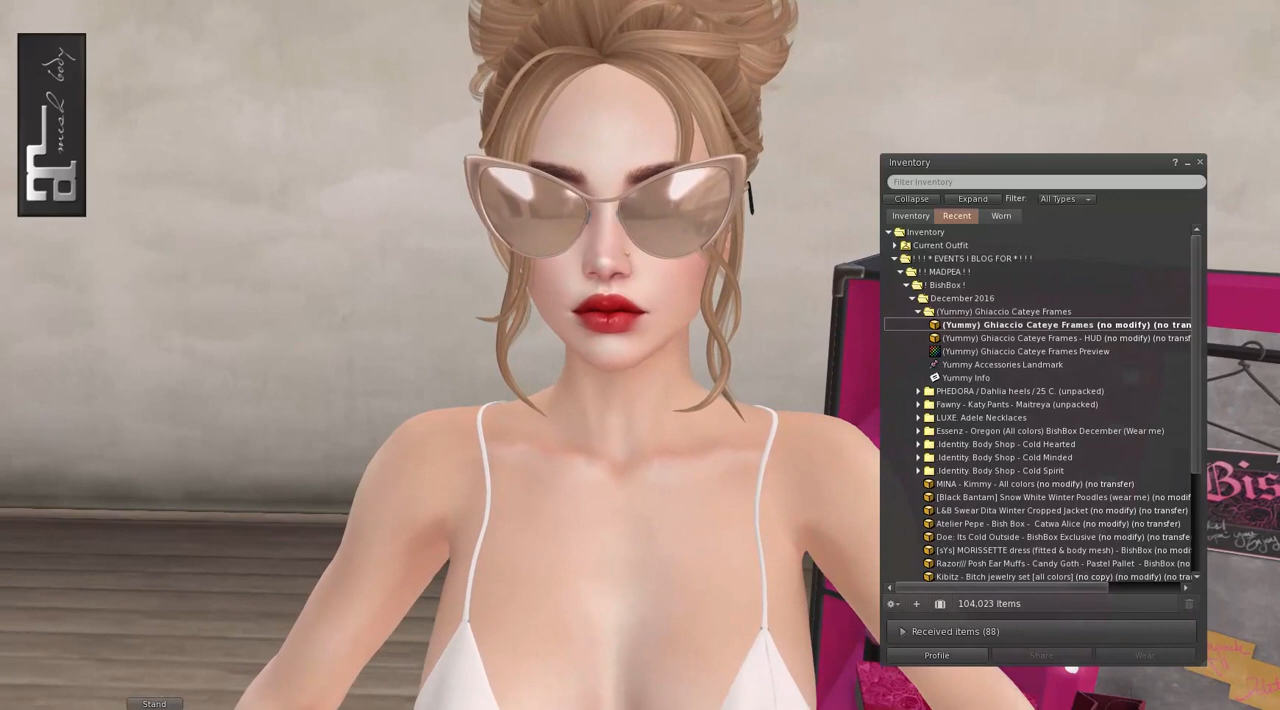 mesh body
Inventory
Filter Inventory
Collapse Expand Filter: All Types
Inventory Recent Worn
Inventory
Current Outfit
! ! ! * EVENTS I BLOG FOR * ! ! !
! ! MADPEA ! !
! BishBox !
December 2016
(Yummy) Ghiaccio Cateye Frames
(Yummy) Ghiaccio Cateye Frames (no modify) (no tran
(Yummy) Ghiaccio Cateye Frames - HUD (no modify) (no transf
(Yummy) Ghiaccio Cateye Frames Preview
Yummy Accessories Landmark
Yummy Info
PHEDORA / Dahlia heels / 25 C. (unpacked)
Fawny - Katy Pants - Maitreya (unpacked)
LUXE. Adele Necklaces
Essenz - Oregon (All colors) BishBox December (Wear me)
.Identity. Body Shop - Cold Hearted
.Identity. Body Shop - Cold Minded
.Identity. Body Shop - Cold Spirit
MINA - Kimmy - All colors (no modify) (no transfer)
[Black Bantam] Snow White Winter Poodles (wear me) (no modif
L&B Swear Dita Winter Cropped Jacket (no modify) (no transfer)
Atelier Pepe - Bish Box - Catwa Alice (no modify) (no transfer)
Doe: Its Cold Outside - BishBox Exclusive (no modify) (no transfe
[sYs] MORISSETTE dress (fitted & body mesh) - BishBox (no modi
Razor/// Posh Ear Muffs - Candy Goth - Pastel Pallet - BishBox (no
Kibitz - Bitch jewelry set [all colors] (no copy) (no modify) (no tra
104,023 Items
Received items (88)
Profile Share Wear
Bis
Stand